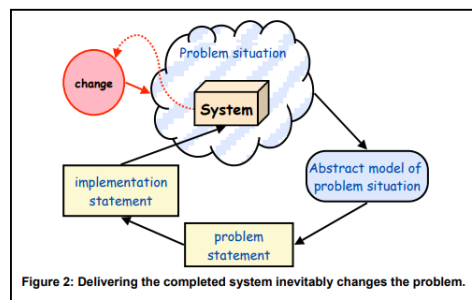 Problem situation
change
System
Abstract model of
problem situation
implementation
statement
problem
statement
Figure 2: Delivering the completed system inevitably changes the problem.